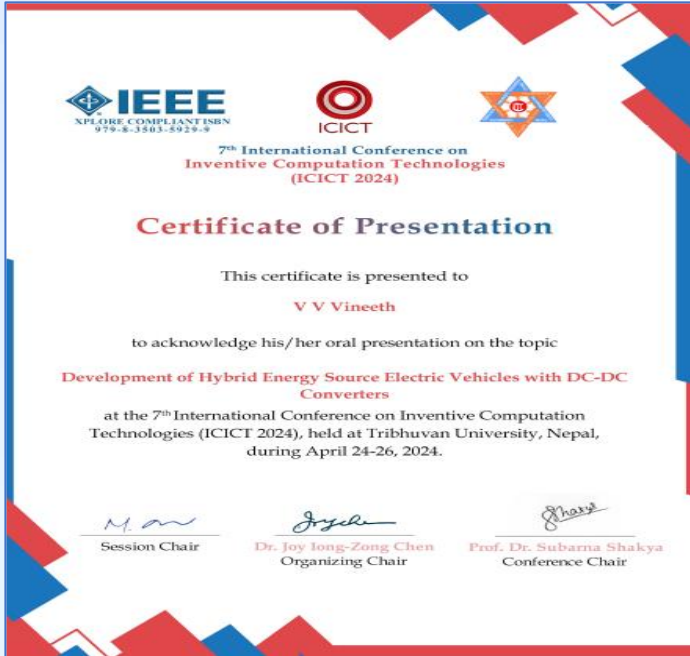 IEEE
XPLORE COMPLIANT ISBN
979-8-3503-5929-9
ICICT
7th International Conference on
Inventive Computation Technologies
(ICICT 2024)
Certificate of Presentation
This certificate is presented to
V V Vineeth
to acknowledge his/her oral presentation on the topic
Development of Hybrid Energy Source Electric Vehicles with DC-DC
Converters
at the 7th International Conference on Inventive Computation
Technologies (ICICT 2024), held at Tribhuvan University, Nepal,
during April 24-26, 2024.
Session Chair
Dr. Joy Iong-Zong Chen
Organizing Chair
Prof. Dr. Subarna Shakya
Conference Chair